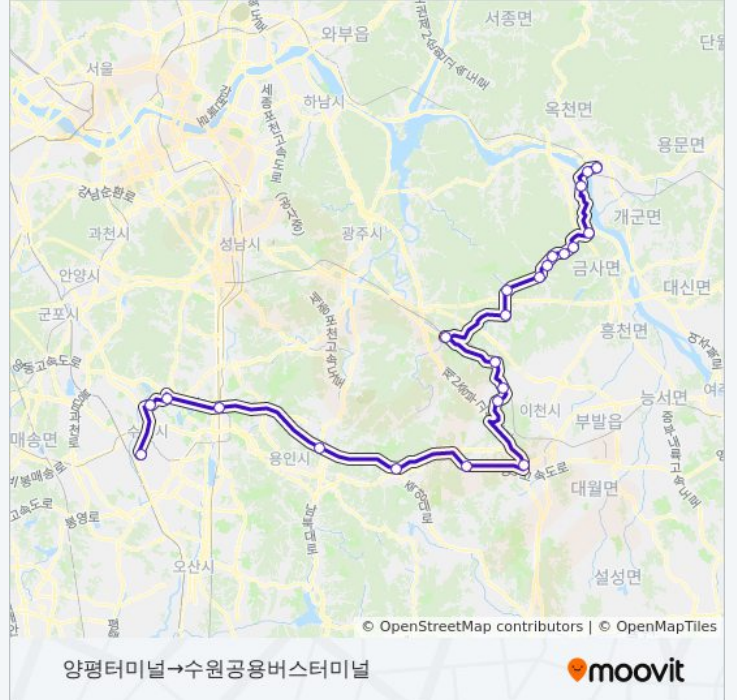 서종면
와부읍
단월
서울
하남시
옥천면
용문면
강남순환로
개군면
과천시
성남시
광주시
금사면
안양시
대신면
군포시
흥천면
이천시
능서면
부발읍
여주
매송면
용인시
대월면
봉영로
오산시
설성면
© OpenStreetMap contributors | © OpenMapTiles
양평터미널→수원공용버스터미널
moovit